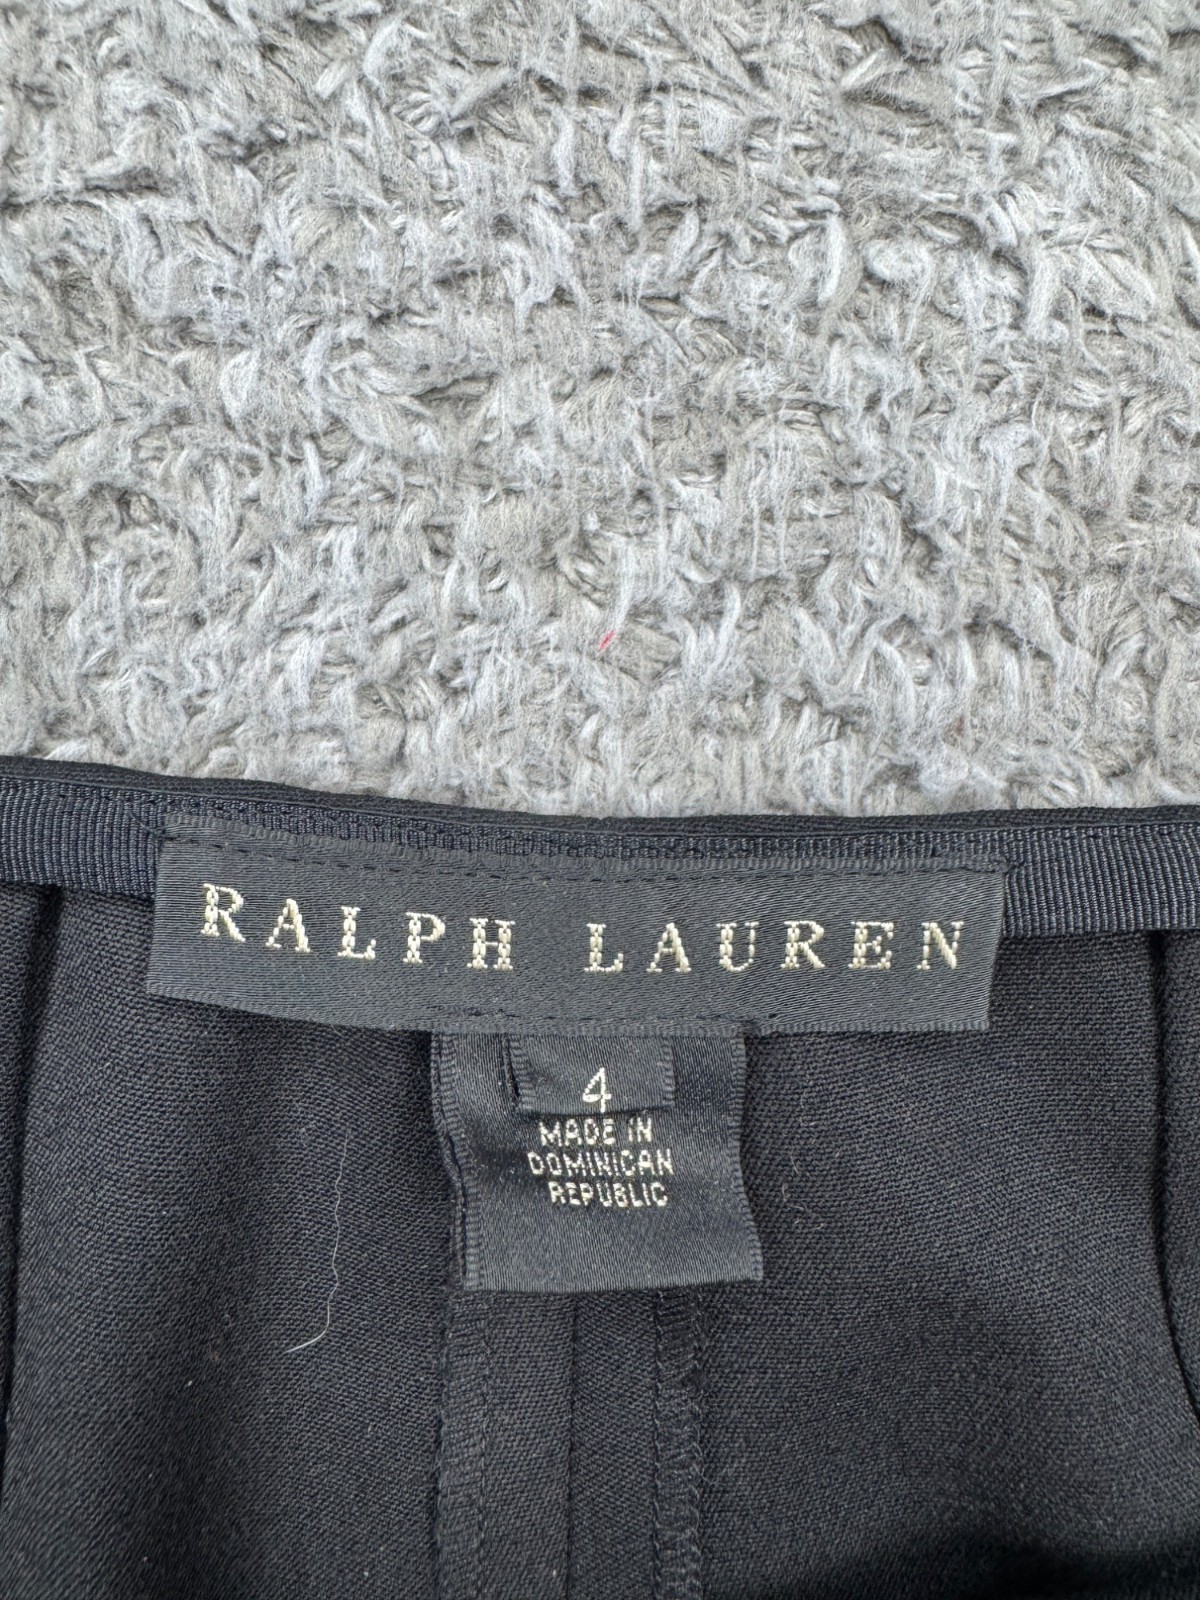 RALPH LAUREN
4
MADE IN
DOMINICAN
REPUBLIC